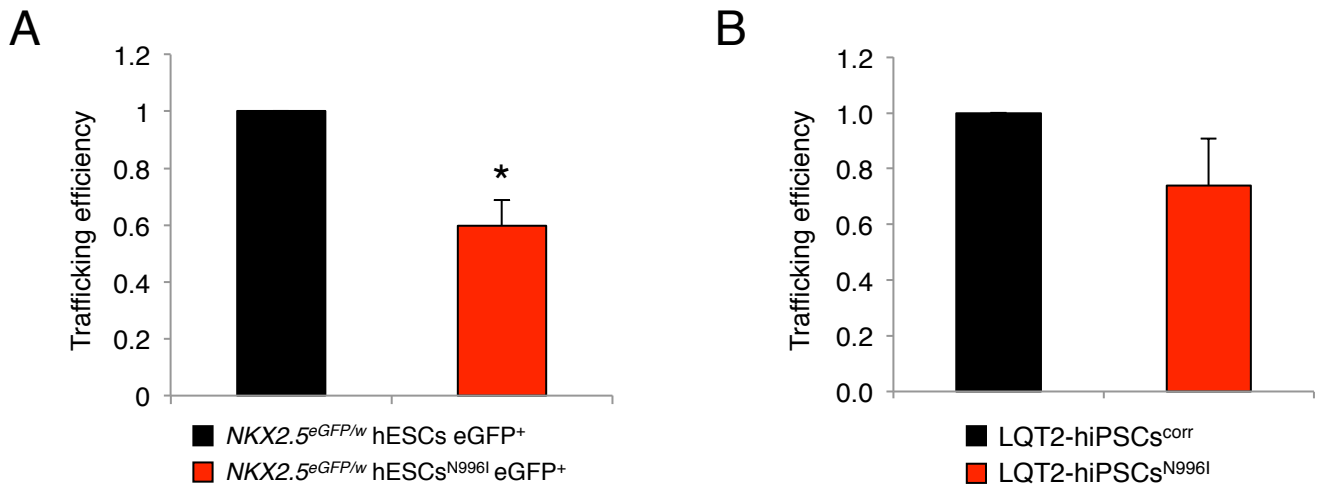 A
Trafficking efficiency
1.2
1
0.8
0.6
0.4
0.2
0
*
NKX2.5eGFP/w hESCs eGFP+
NKX2.5eGFP/w hESCsN996I eGFP+
B
Trafficking efficiency
1.2
1.0
0.8
0.6
0.4
0.2
0.0
LQT2-hiPSCscorr
LQT2-hiPSCsN996I